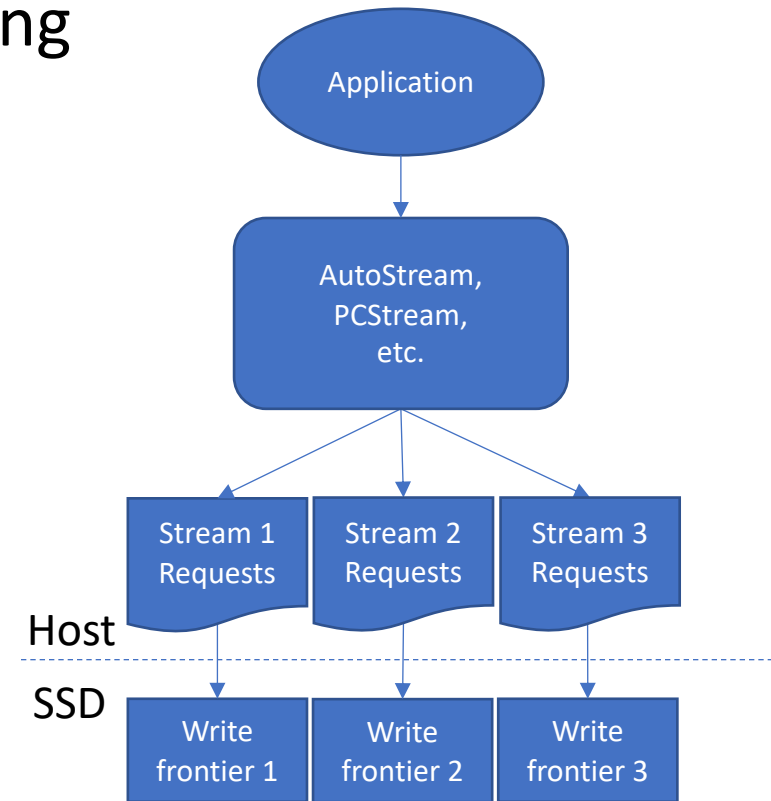 ng
Application
AutoStream,
PCStream,
etc.
Stream 1
Requests
Stream 2
Requests
Stream 3
Requests
Host
SSD
Write
frontier 1
Write
frontier 2
Write
frontier 3